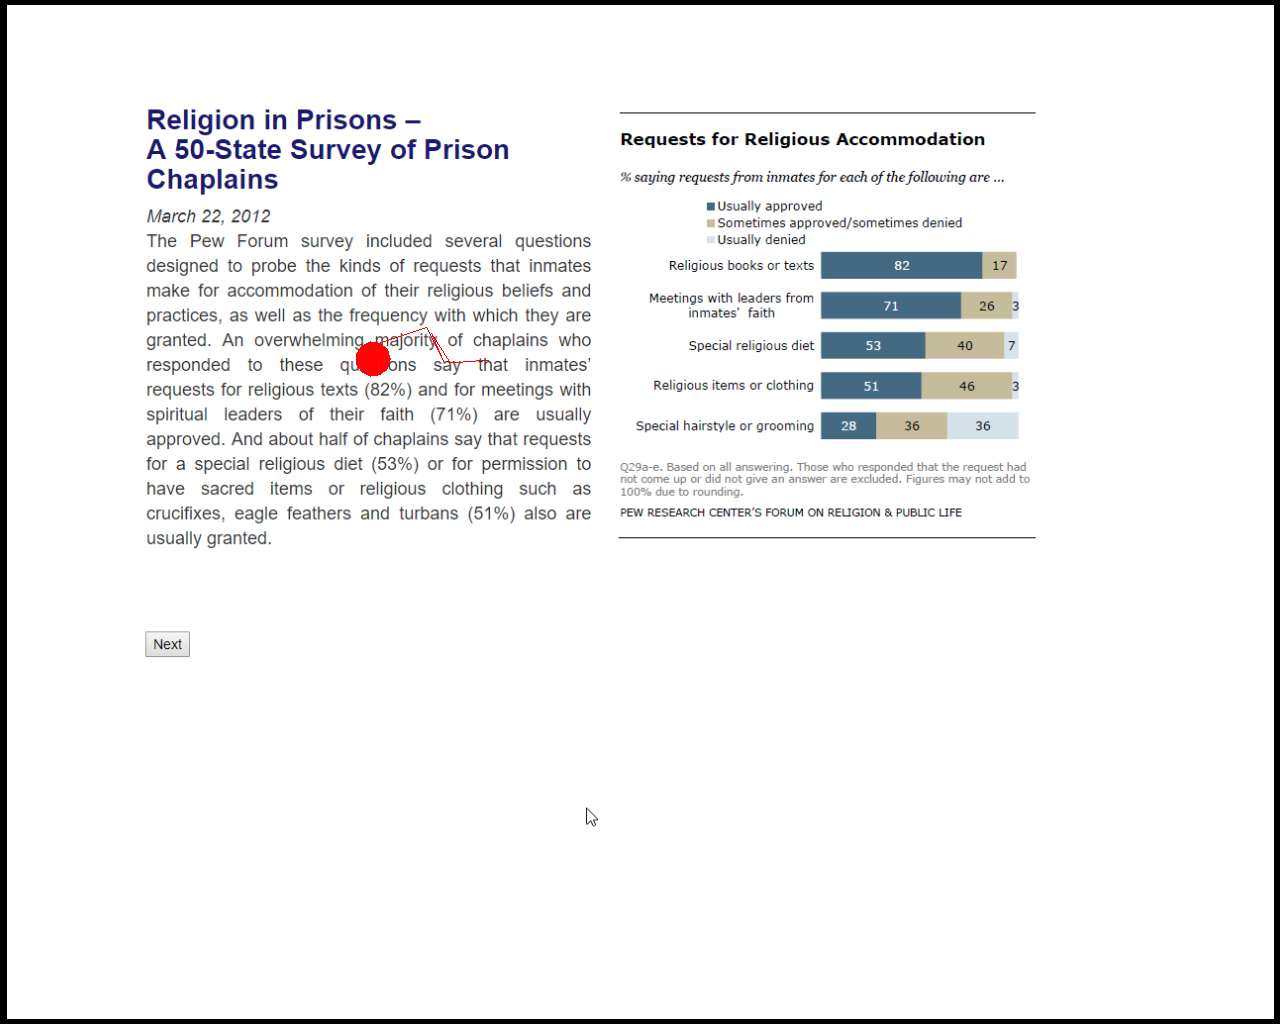 Religion in Prisons –
A 50-State Survey of Prison
Chaplains
March 22, 2012
The Pew Forum survey included several questions
designed to probe the kinds of requests that inmates
make for accommodation of their religious beliefs and
practices, as well as the frequency with which they are
granted. An overwhelming majority of chaplains who
responded to these questions say that inmates’
requests for religious texts (82%) and for meetings with
spiritual leaders of their faith (71%) are usually
approved. And about half of chaplains say that requests
for a special religious diet (53%) or for permission to
have sacred items or religious clothing such as
crucifixes, eagle feathers and turbans (51%) also are
usually granted.
Next
Requests for Religious Accommodation
% saying requests from inmates for each of the following are ...
Usually approved
Sometimes approved/sometimes denied
Usually denied
Religious books or texts 82 17
Meetings with leaders from
inmates’ faith 71 26 3
Special religious diet 53 40 7
Religious items or clothing 51 46 3
Special hairstyle or grooming 28 36 36
Q29a-e. Based on all answering. Those who responded that the request had
not come up or did not give an answer are excluded. Figures may not add to
100% due to rounding.
PEW RESEARCH CENTER’S FORUM ON RELIGION & PUBLIC LIFE